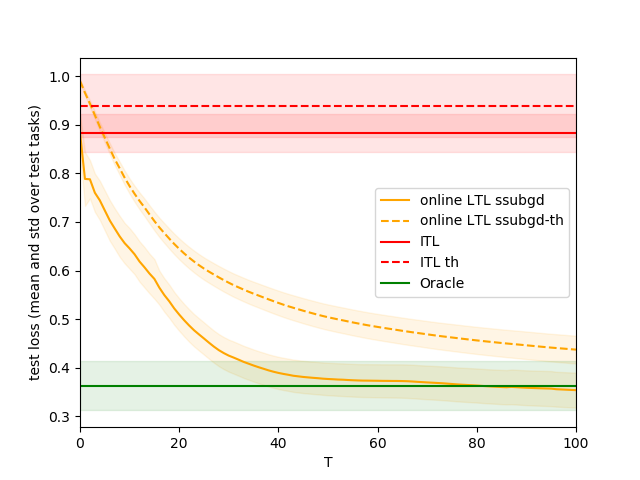 test loss (mean and std over test tasks)
1.0
0.9
0.8
0.7
0.6
0.5
0.4
0.3
online LTL ssubgd
online LTL ssubgd-th
ITL
ITL th
Oracle
0 20 40 60 80 100
T